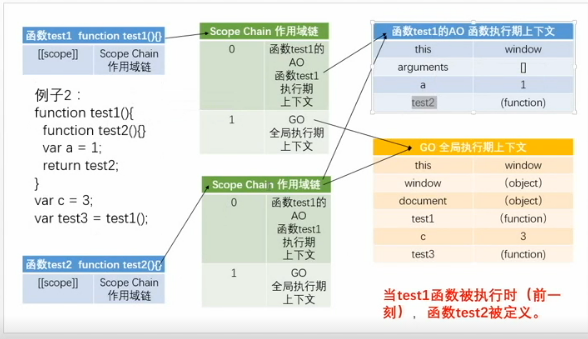 函数test1 function test1(){}
[[scope]] Scope Chain
作用域链
例子2：
function test1(){
function test2(){}
var a = 1;
return test2;
}
var c = 3;
var test3 = test1();
函数test2 function test2(){}
[[scope]] Scope Chain
作用域链
Scope Chain 作用域链
0 函数test1的
AO
函数test1
执行期
上下文
1 GO
全局执行期
上下文
Scope Chain 作用域链
0 函数test1的
AO
函数test1
执行期
上下文
1 GO
全局执行期
上下文
函数test1的AO 函数执行期上下文
this window
arguments []
a 1
test2 (function)
GO 全局执行期上下文
this window
window (object)
document (object)
test1 (function)
c 3
test3 (function)
当test1函数被执行时（前一
刻），函数test2被定义。